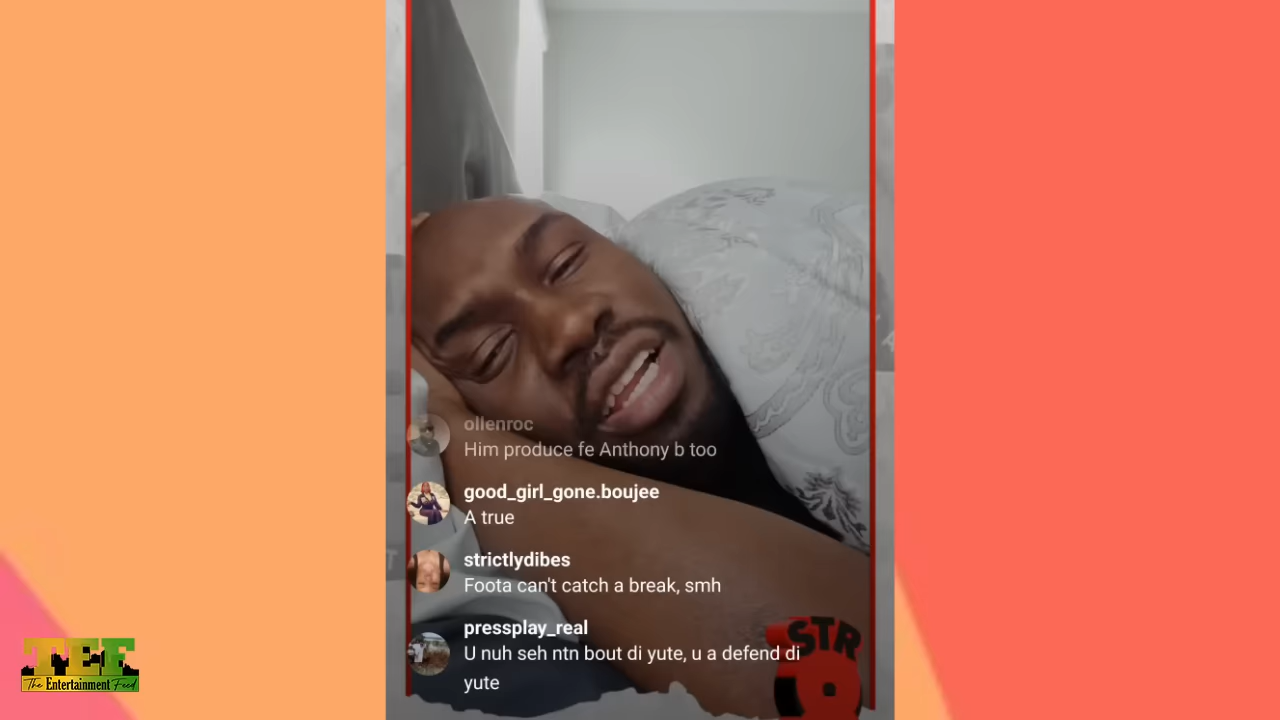 ollenroc
Him produce fe Anthony b too
good_girl_gone.boujee
A true
strictlydibes
Foota can't catch a break, smh
pressplay_real
U nuh seh ntn bout di yute, u a defend di
yute
STR
TEF
The Entertainment Feed